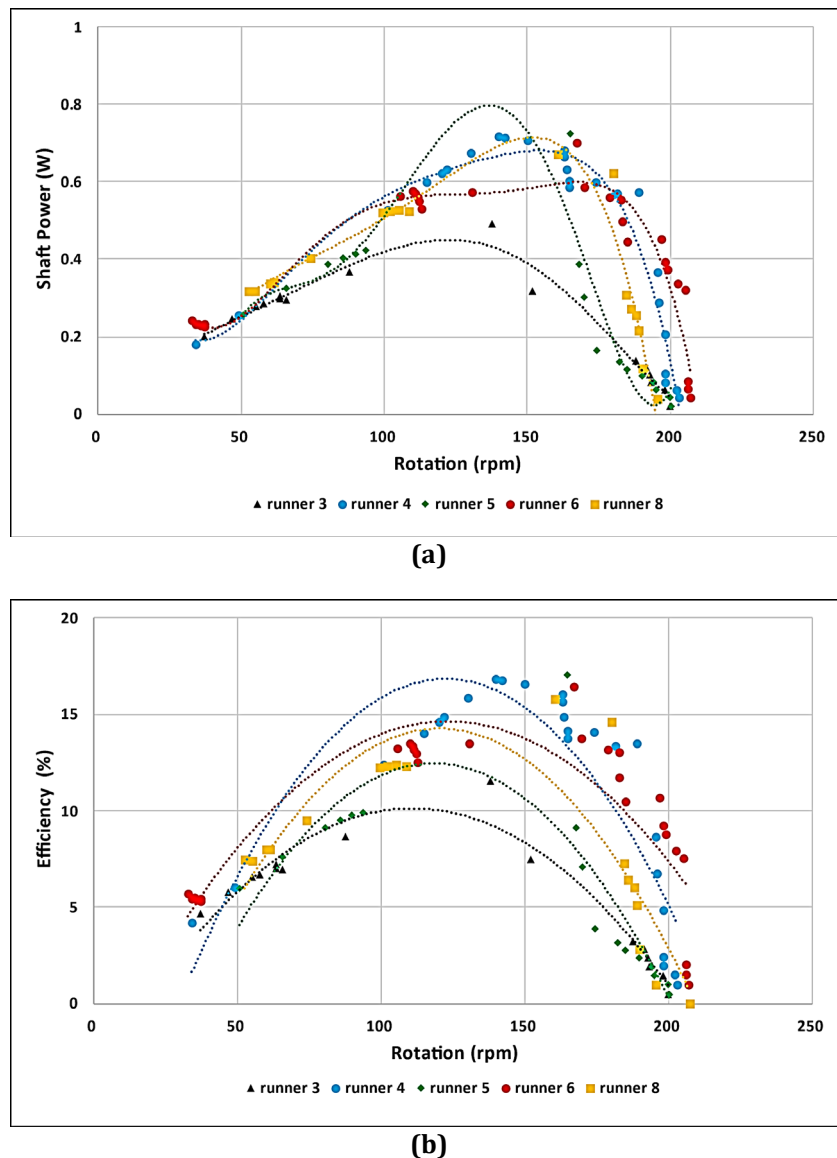 1
0.8
0.6
0.4
0.2
0
Shaft Power (W)
0 50 100 150 200 250
Rotation (rpm)
runner 3 runner 4 runner 5 runner 6 runner 8
(a)
20
15
10
5
0
Efficiency (%)
0 50 100 150 200 250
Rotation (rpm)
runner 3 runner 4 runner 5 runner 6 runner 8
(b)